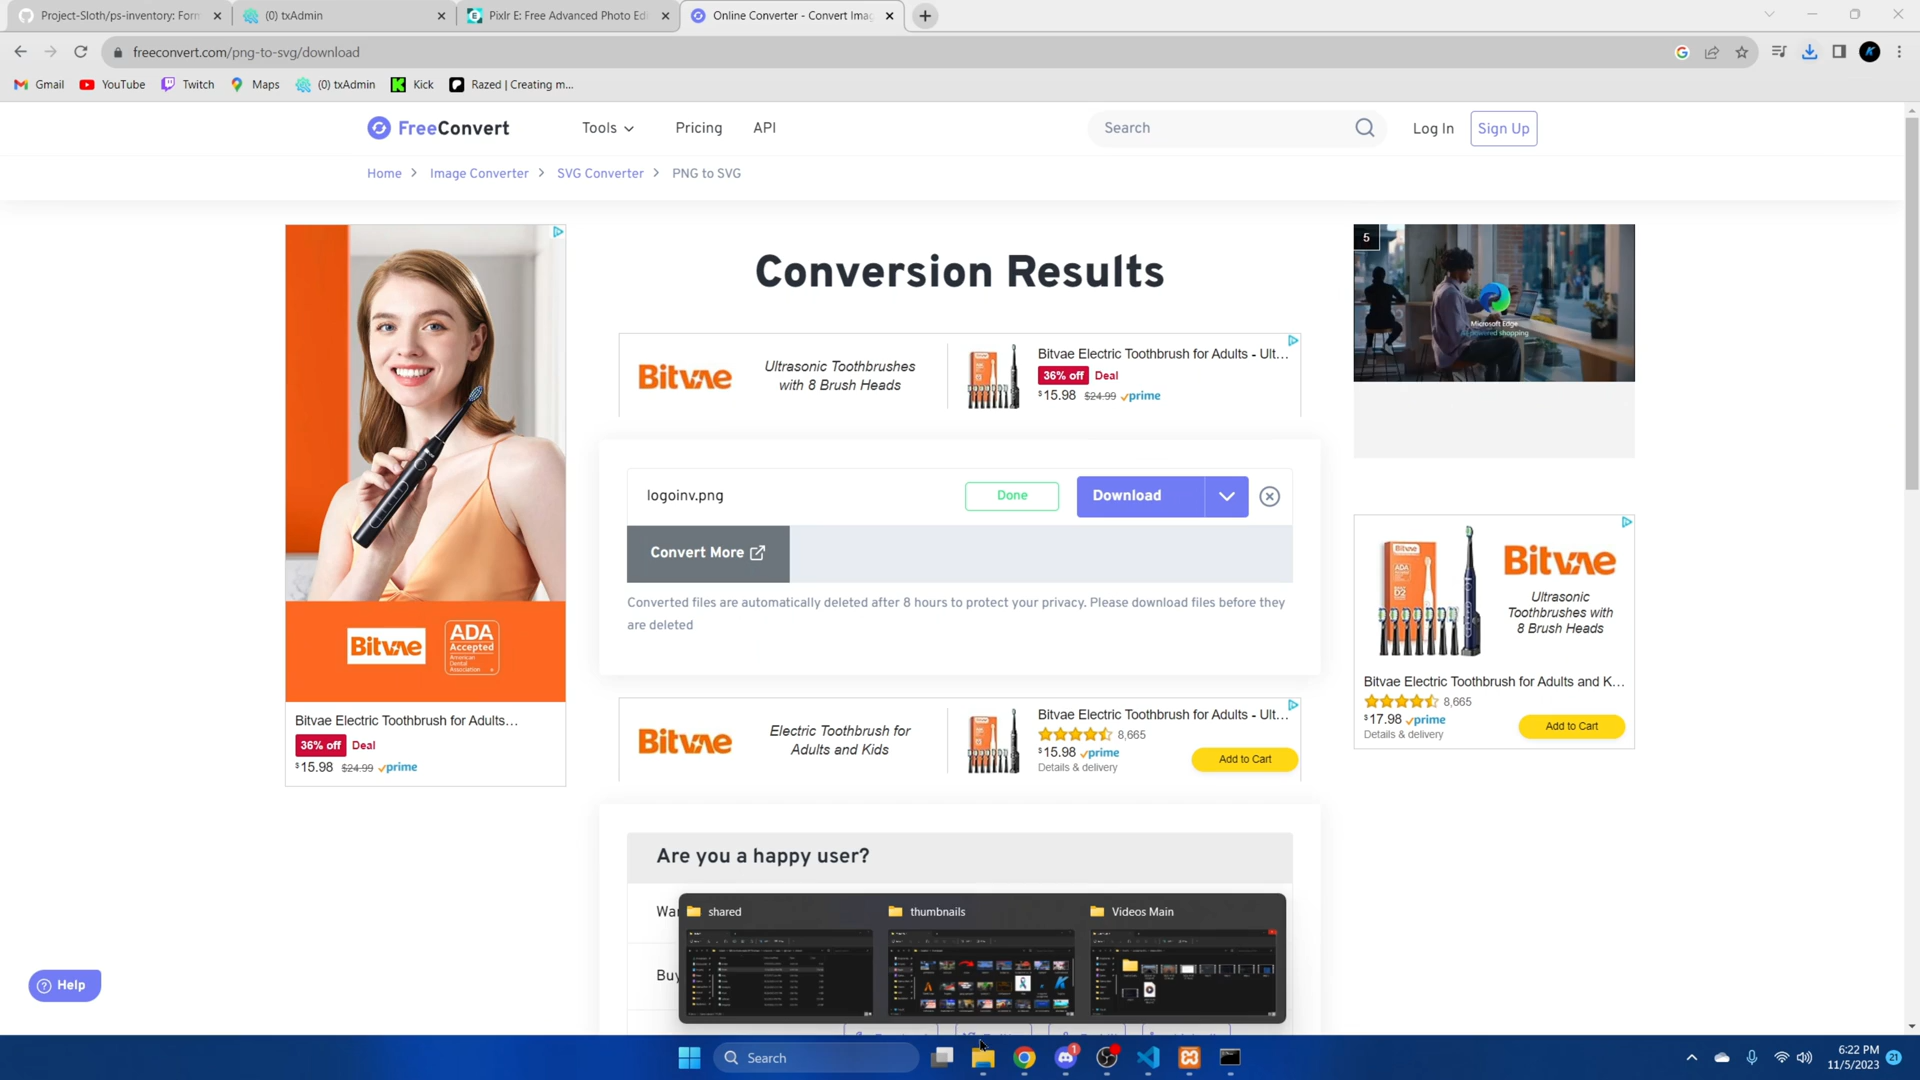 Project-Sloth/ps-inventory: Forn
(0) txAdmin
Pixlr E: Free Advanced Photo Edi
Online Converter - Convert Imag
freeconvert.com/png-to-svg/download
Gmail
YouTube
Twitch
Maps
(0) txAdmin
Kick
Razed | Creating m...
FreeConvert
Tools
Pricing
API
Search
Log In
Sign Up
Home
Image Converter
SVG Converter
PNG to SVG
Conversion Results
Bitvae
Ultrasonic Toothbrushes
with 8 Brush Heads
Bitvae Electric Toothbrush for Adults - Ult...
36% off Deal
$15.98 $24.99 prime
5
Microsoft Edge
logoinv.png
Done
Download
Convert More
Converted files are automatically deleted after 8 hours to protect your privacy. Please download files before they
are deleted
Bitvae
ADA
Accepted
American
Dental
Association
Bitvae Electric Toothbrush for Adults...
36% off Deal
$15.98 $24.99 prime
Bitvae
Ultrasonic
Toothbrushes with
8 Brush Heads
Bitvae Electric Toothbrush for Adults and K...
8,665
$17.98 prime
Details & delivery
Add to Cart
Bitvae
Electric Toothbrush for
Adults and Kids
Bitvae Electric Toothbrush for Adults - Ult...
8,665
$15.98 prime
Details & delivery
Add to Cart
Are you a happy user?
shared
thumbnails
Videos Main
Help
Search
1
6:22 PM
11/5/2023
21